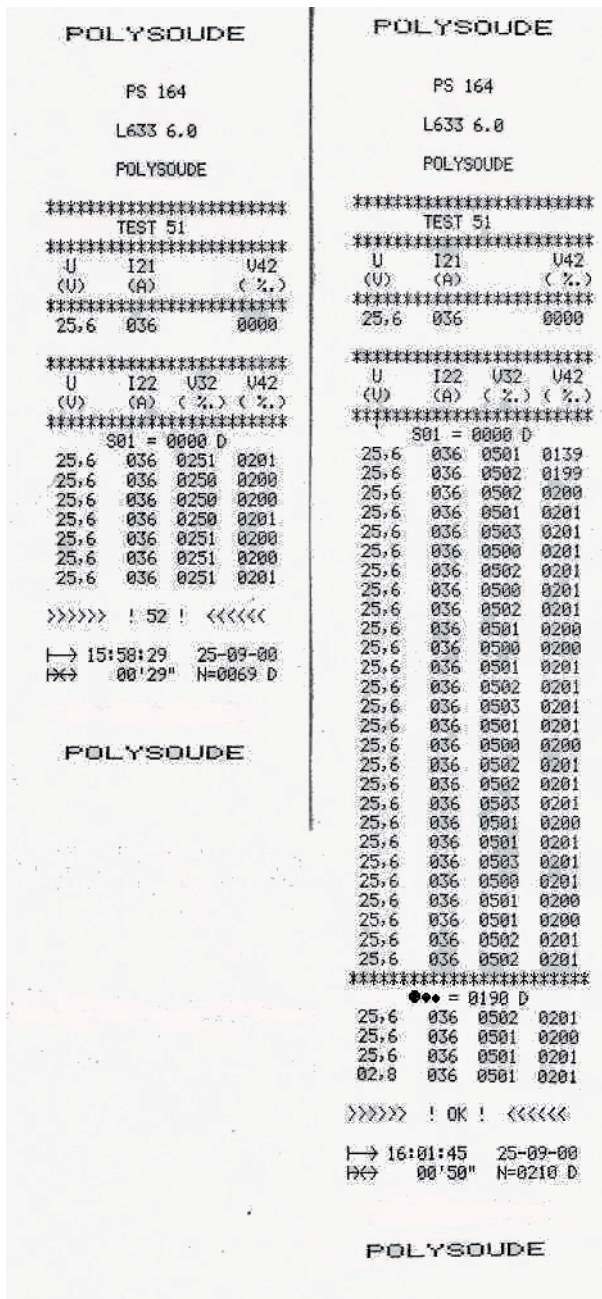 POLYSOUDE
PS 164
L633 6.0
POLYSOUDE
************************
TEST 51
************************
U I21 V42
(V) (A) ( %.)
************************
25,6 036 0000
************************
U I22 V32 V42
(V) (A) ( %.) ( %.)
************************
S01 = 0000 D
25,6 036 0251 0201
25,6 036 0250 0200
25,6 036 0250 0200
25,6 036 0250 0201
25,6 036 0251 0200
25,6 036 0251 0200
25,6 036 0251 0201
>>>>>> ! 52 ! <<<<<<
15:58:29 25-09-00
00'29" N=0069 D
POLYSOUDE
POLYSOUDE
PS 164
L633 6.0
POLYSOUDE
************************
TEST 51
************************
U I21 V42
(V) (A) ( %.)
************************
25,6 036 0000
************************
U I22 V32 V42
(V) (A) ( %.) ( %.)
************************
S01 = 0000 D
25,6 036 0501 0139
25,6 036 0502 0199
25,6 036 0502 0200
25,6 036 0501 0201
25,6 036 0503 0201
25,6 036 0500 0201
25,6 036 0502 0201
25,6 036 0500 0201
25,6 036 0502 0201
25,6 036 0501 0200
25,6 036 0500 0200
25,6 036 0501 0201
25,6 036 0502 0201
25,6 036 0503 0201
25,6 036 0501 0201
25,6 036 0500 0200
25,6 036 0502 0201
25,6 036 0502 0201
25,6 036 0503 0201
25,6 036 0501 0200
25,6 036 0501 0201
25,6 036 0503 0201
25,6 036 0500 0201
25,6 036 0501 0200
25,6 036 0501 0200
25,6 036 0502 0201
25,6 036 0502 0201
************************
= 0190 D
25,6 036 0502 0201
25,6 036 0501 0200
25,6 036 0501 0201
02,8 036 0501 0201
>>>>>> ! OK ! <<<<<<
16:01:45 25-09-00
00'50" N=0210 D
POLYSOUDE